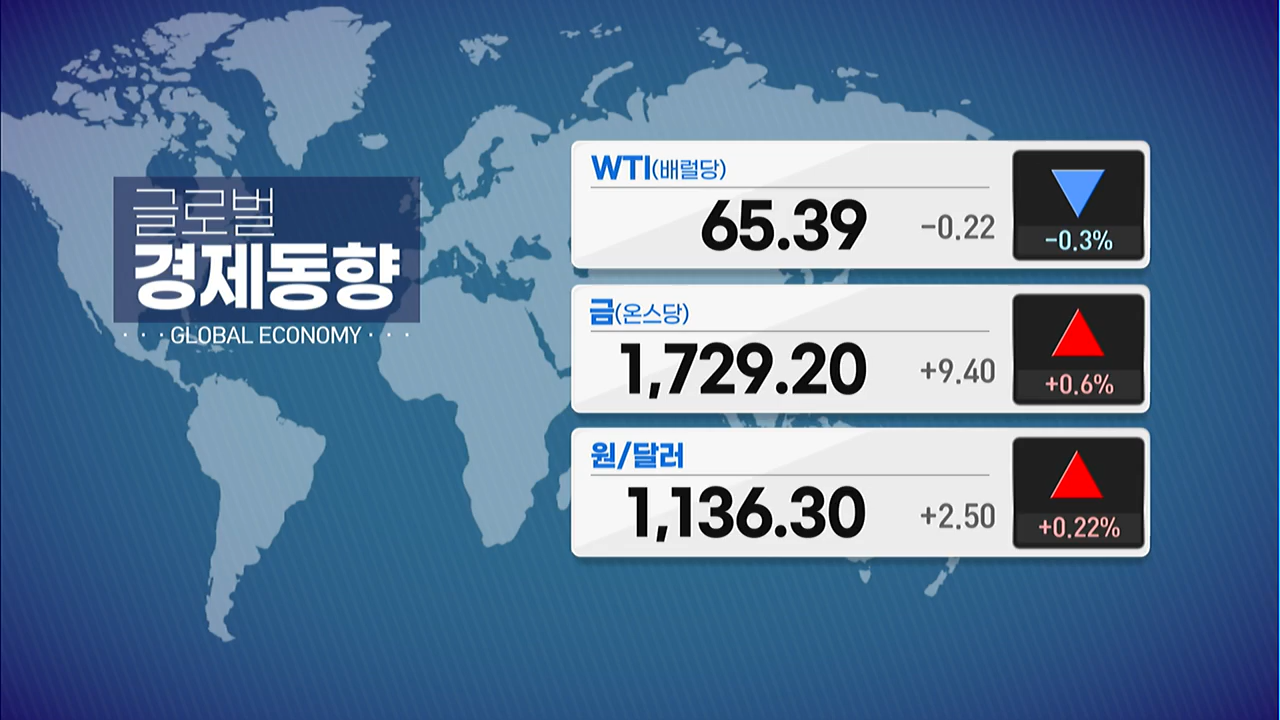 글로벌
경제동향
· · · GLOBAL ECONOMY · · ·
WTI(배럴당)
65.39 -0.22
-0.3%
금(온스당)
1,729.20 +9.40
+0.6%
원/달러
1,136.30 +2.50
+0.22%